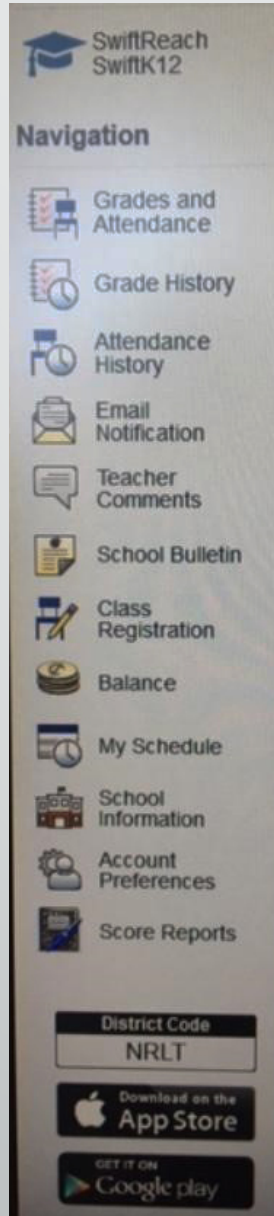 SwiftReach
SwiftK12
Navigation
Grades and
Attendance
Grade History
Attendance
History
Email
Notification
Teacher
Comments
School Bulletin
Class
Registration
Balance
My Schedule
School
Information
Account
Preferences
Score Reports
District Code
NRLT
Download on the
App Store
GET IT ON
Google play